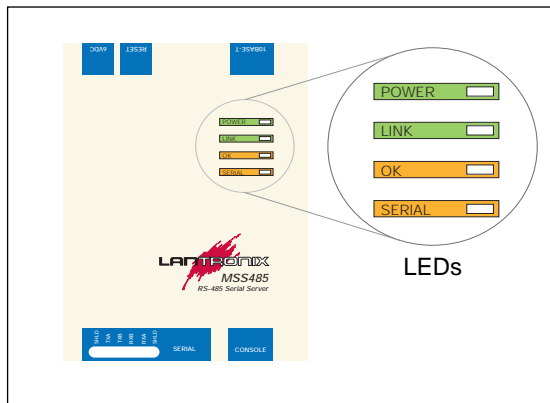 6VDC
RESET
10BASE-T
POWER
LINK
OK
SERIAL
POWER
LINK
OK
SERIAL
LEDs
LANTRONIX
MSS485
RS-485 Serial Server
SHLD
TXA
TXB
RXB
RXA
SHLD
SERIAL
CONSOLE